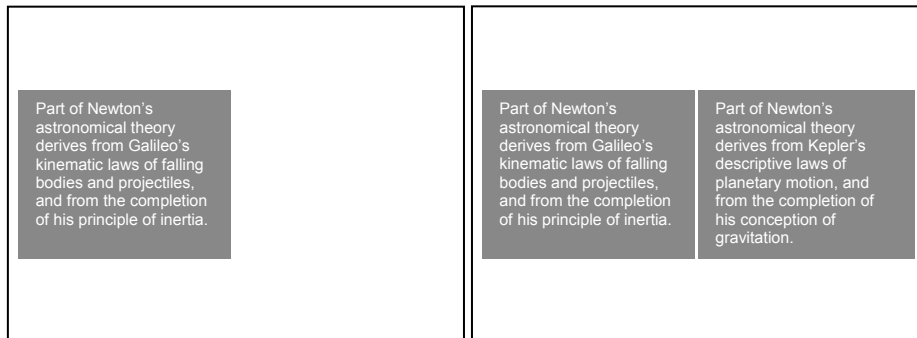 Part of Newton’s
astronomical theory
derives from Galileo’s
kinematic laws of falling
bodies and projectiles,
and from the completion
of his principle of inertia.
Part of Newton’s
astronomical theory
derives from Galileo’s
kinematic laws of falling
bodies and projectiles,
and from the completion
of his principle of inertia.
Part of Newton’s
astronomical theory
derives from Kepler’s
descriptive laws of
planetary motion, and
from the completion of
his conception of
gravitation.